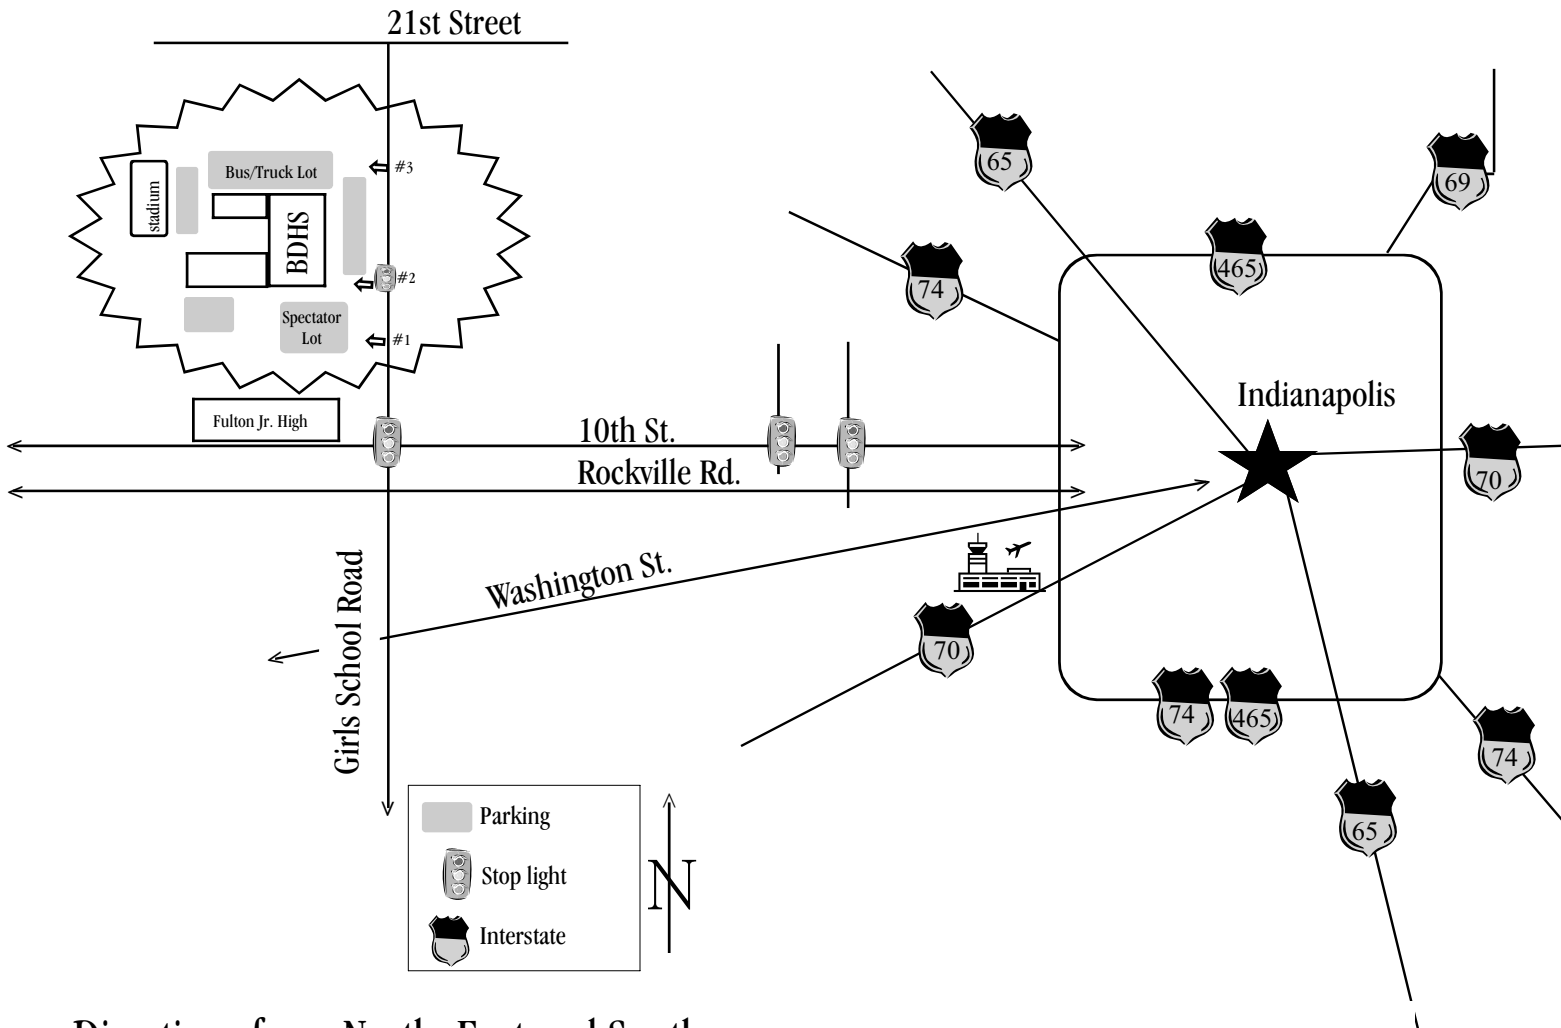 21st Street
Bus/Truck Lot
#3
stadium
BDHS
#2
Spectator
Lot
#1
Fulton Jr. High
10th St.
Rockville Rd.
Washington St.
Girls School Road
65
69
465
74
Indianapolis
70
70
74
465
74
65
Parking
Stop light
Interstate
N
Directions from North, East and South